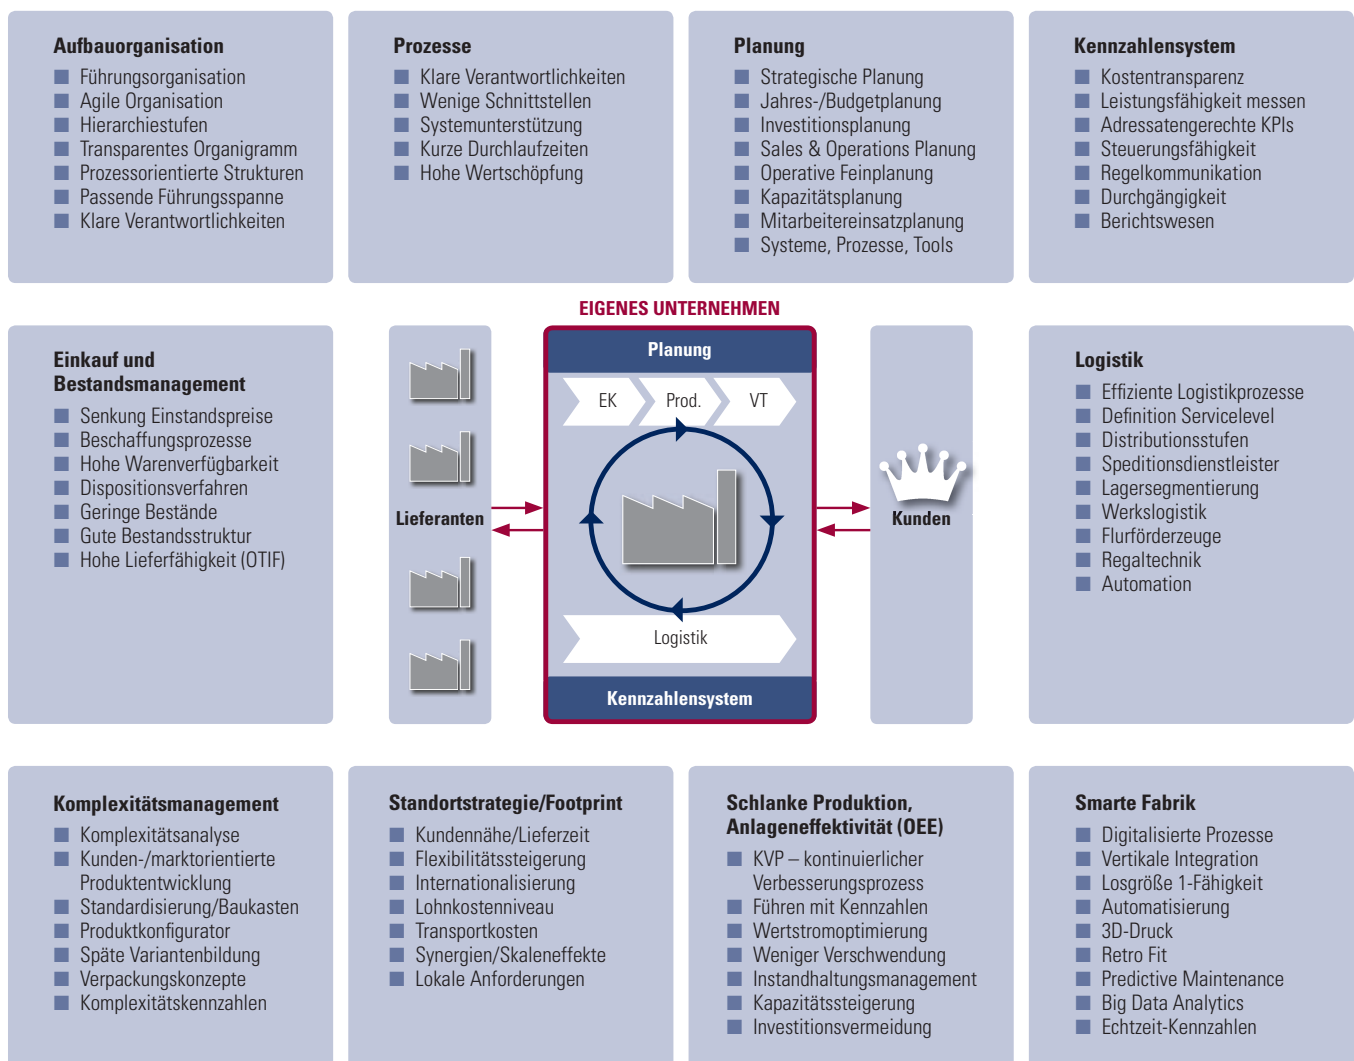 Aufbauorganisation
Führungsorganisation
Agile Organisation
Hierarchiestufen
Transparentes Organigramm
Prozessorientierte Strukturen
Passende Führungsspanne
Klare Verantwortlichkeiten
Prozesse
Klare Verantwortlichkeiten
Wenige Schnittstellen
Systemunterstützung
Kurze Durchlaufzeiten
Hohe Wertschöpfung
Planung
Strategische Planung
Jahres-/Budgetplanung
Investitionsplanung
Sales & Operations Planung
Operative Feinplanung
Kapazitätsplanung
Mitarbeitereinsatzplanung
Systeme, Prozesse, Tools
Kennzahlensystem
Kostentransparenz
Leistungsfähigkeit messen
Adressatengerechte KPIs
Steuerungsfähigkeit
Regelkommunikation
Durchgängigkeit
Berichtswesen
Einkauf und
Bestandsmanagement
Senkung Einstandspreise
Beschaffungsprozesse
Hohe Warenverfügbarkeit
Dispositionsverfahren
Geringe Bestände
Gute Bestandsstruktur
Hohe Lieferfähigkeit (OTIF)
Lieferanten
EIGENES UNTERNEHMEN
Planung
EK
Prod.
VT
Logistik
Kennzahlensystem
Kunden
Logistik
Effiziente Logistikprozesse
Definition Servicelevel
Distributionsstufen
Speditionsdienstleister
Lagersegmentierung
Werkslogistik
Flurförderzeuge
Regaltechnik
Automation
Komplexitätsmanagement
Komplexitätsanalyse
Kunden-/marktorientierte
Produktentwicklung
Standardisierung/Baukasten
Produktkonfigurator
Späte Variantenbildung
Verpackungskonzepte
Komplexitätskennzahlen
Standortstrategie/Footprint
Kundennähe/Lieferzeit
Flexibilitätssteigerung
Internationalisierung
Lohnkostenniveau
Transportkosten
Synergien/Skaleneffekte
Lokale Anforderungen
Schlanke Produktion,
Anlageneffektivität (OEE)
KVP – kontinuierlicher
Verbesserungsprozess
Führen mit Kennzahlen
Wertstromoptimierung
Weniger Verschwendung
Instandhaltungsmanagement
Kapazitätssteigerung
Investitionsvermeidung
Smarte Fabrik
Digitalisierte Prozesse
Vertikale Integration
Losgröße 1-Fähigkeit
Automatisierung
3D-Druck
Retro Fit
Predictive Maintenance
Big Data Analytics
Echtzeit-Kennzahlen